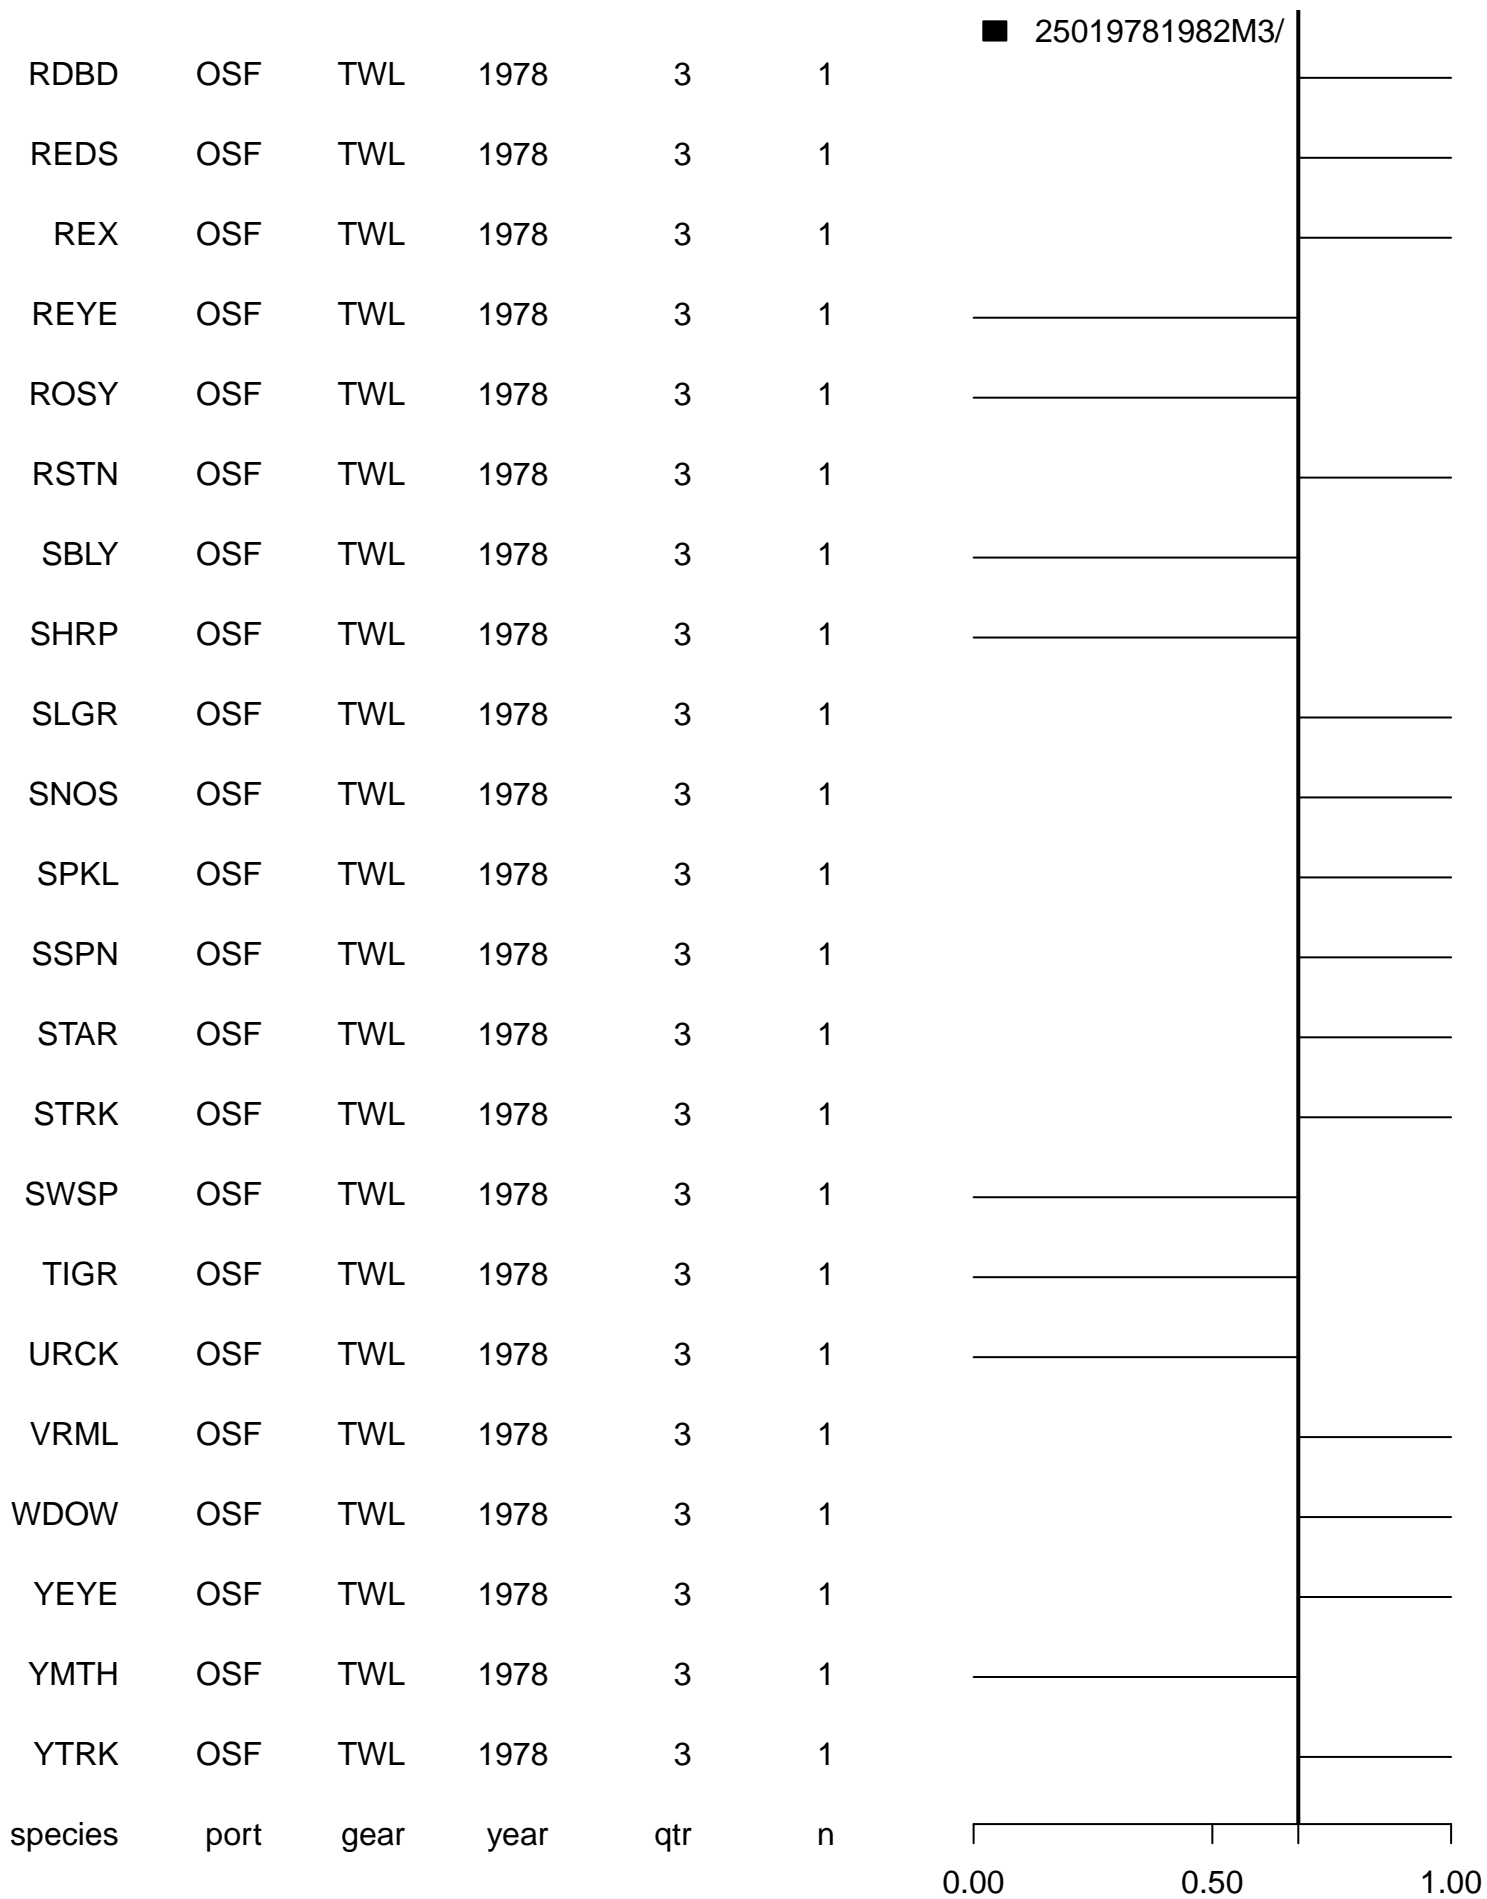 25019781982M3/
RDBD OSF TWL 1978 3 1
REDS OSF TWL 1978 3 1
REX OSF TWL 1978 3 1
REYE OSF TWL 1978 3 1
ROSY OSF TWL 1978 3 1
RSTN OSF TWL 1978 3 1
SBLY OSF TWL 1978 3 1
SHRP OSF TWL 1978 3 1
SLGR OSF TWL 1978 3 1
SNOS OSF TWL 1978 3 1
SPKL OSF TWL 1978 3 1
SSPN OSF TWL 1978 3 1
STAR OSF TWL 1978 3 1
STRK OSF TWL 1978 3 1
SWSP OSF TWL 1978 3 1
TIGR OSF TWL 1978 3 1
URCK OSF TWL 1978 3 1
VRML OSF TWL 1978 3 1
WDOW OSF TWL 1978 3 1
YEYE OSF TWL 1978 3 1
YMTH OSF TWL 1978 3 1
YTRK OSF TWL 1978 3 1
species port gear year qtr n
0.00 0.50 1.00